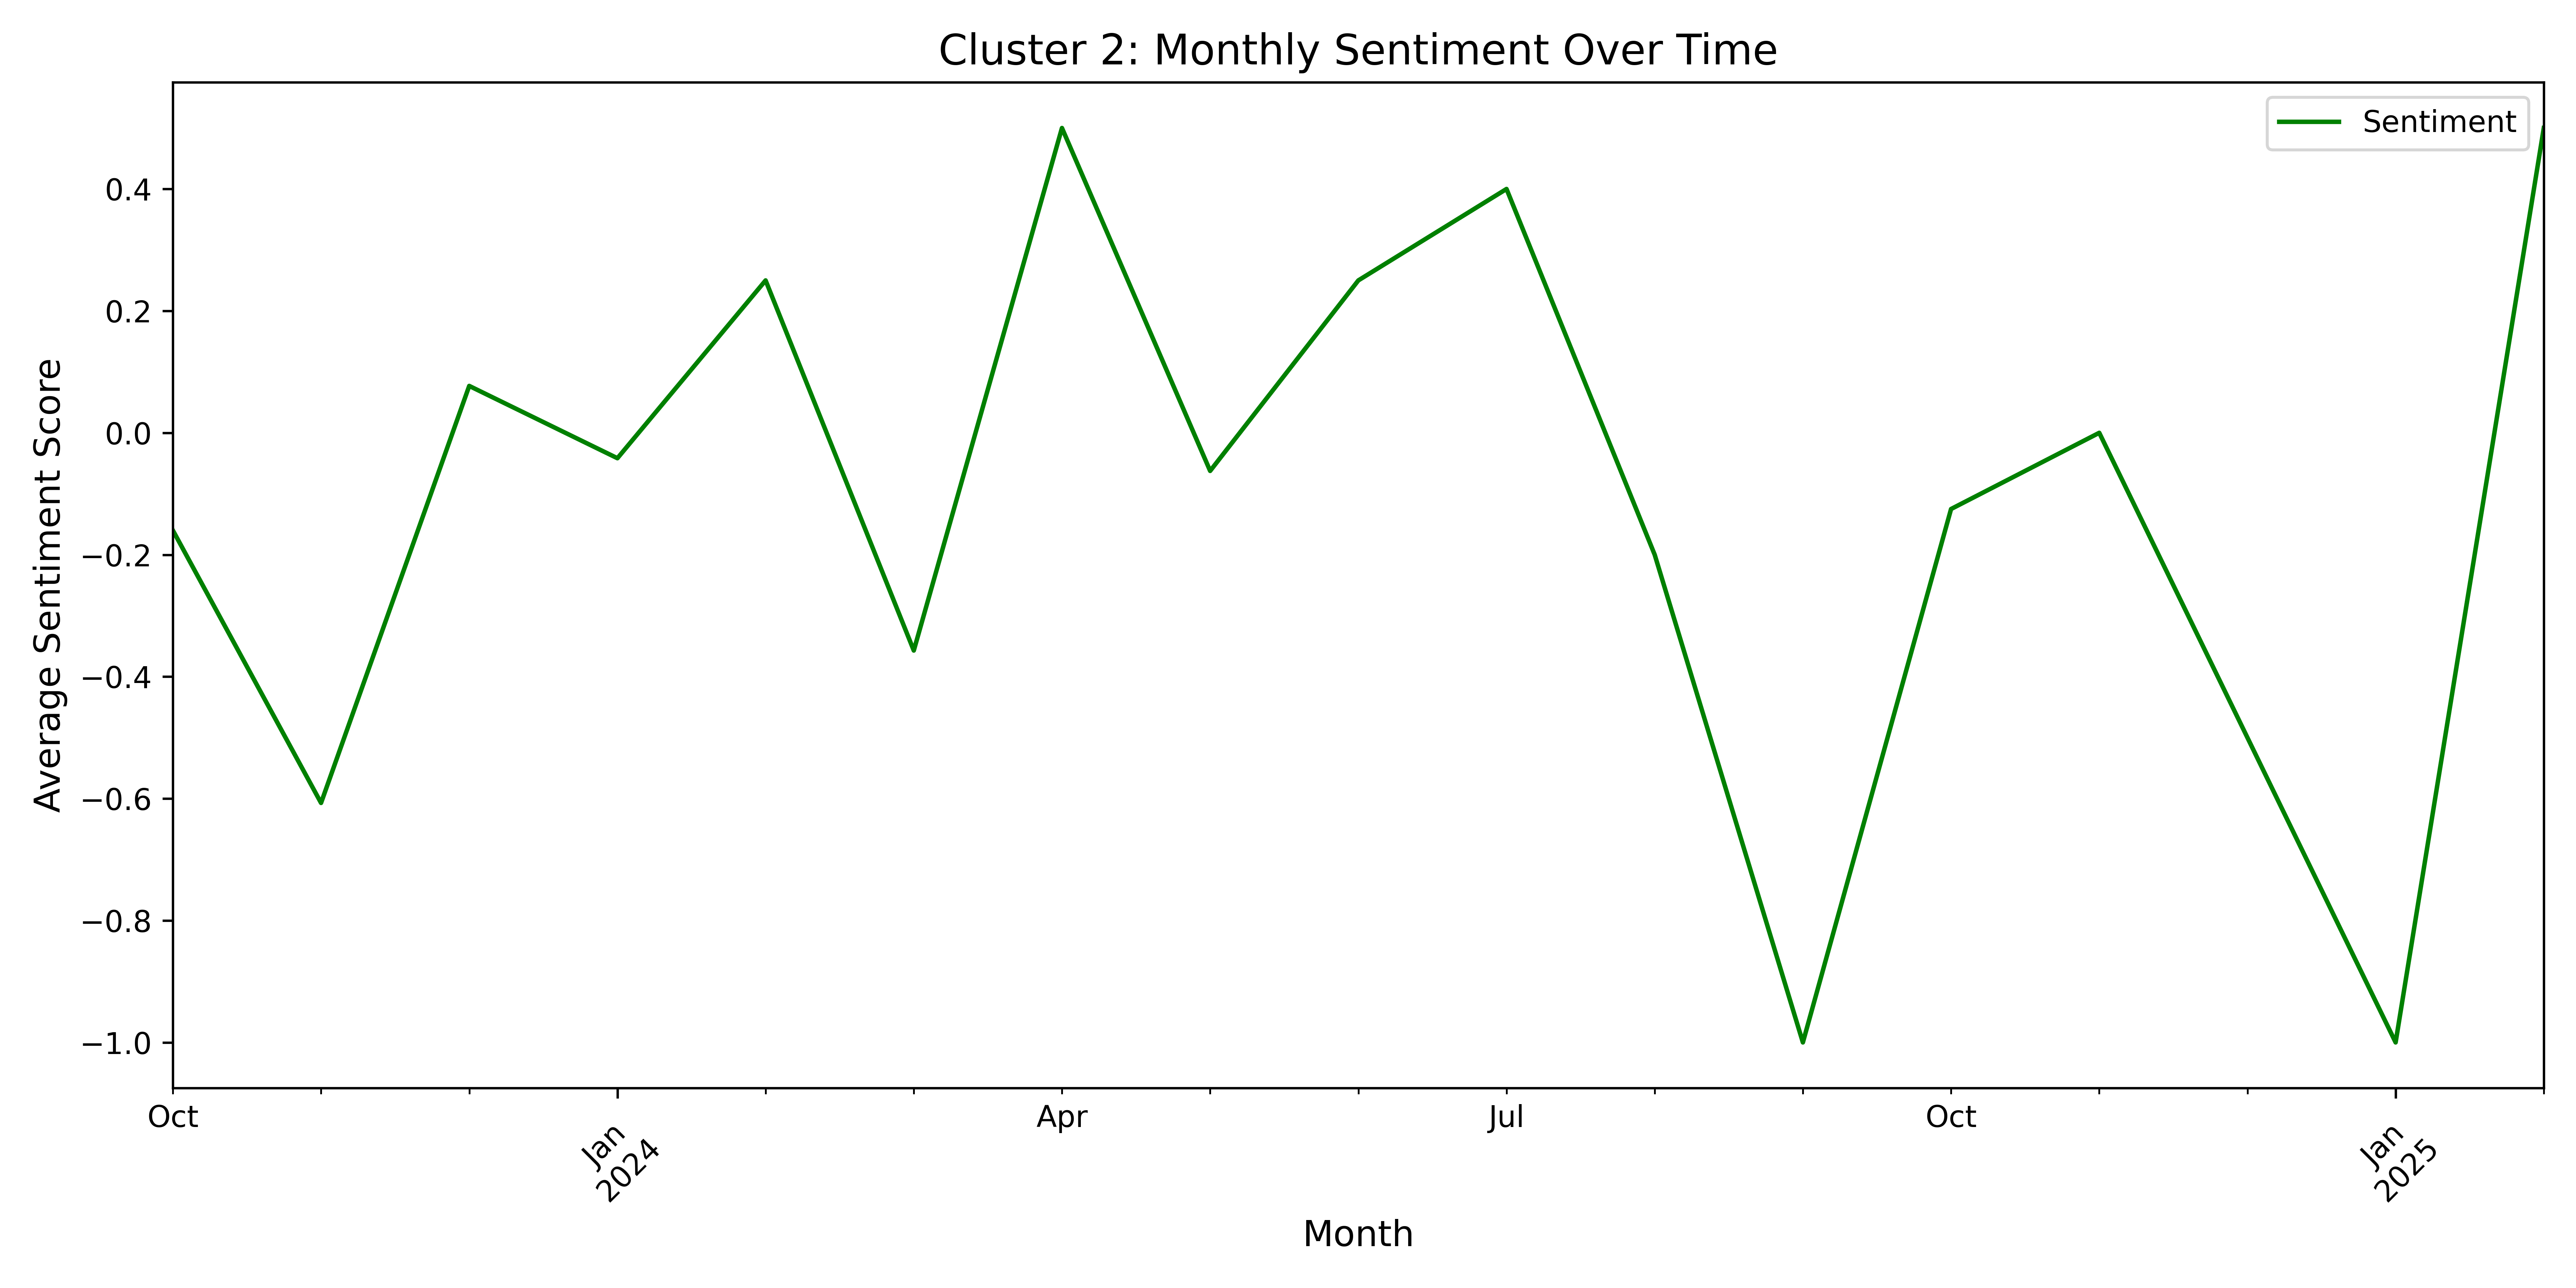 Cluster 2: Monthly Sentiment Over Time
Sentiment
Average Sentiment Score
0.4
0.2
0.0
−0.2
−0.4
−0.6
−0.8
−1.0
Oct
Jan
2024
Apr
Jul
Oct
Jan
2025
Month